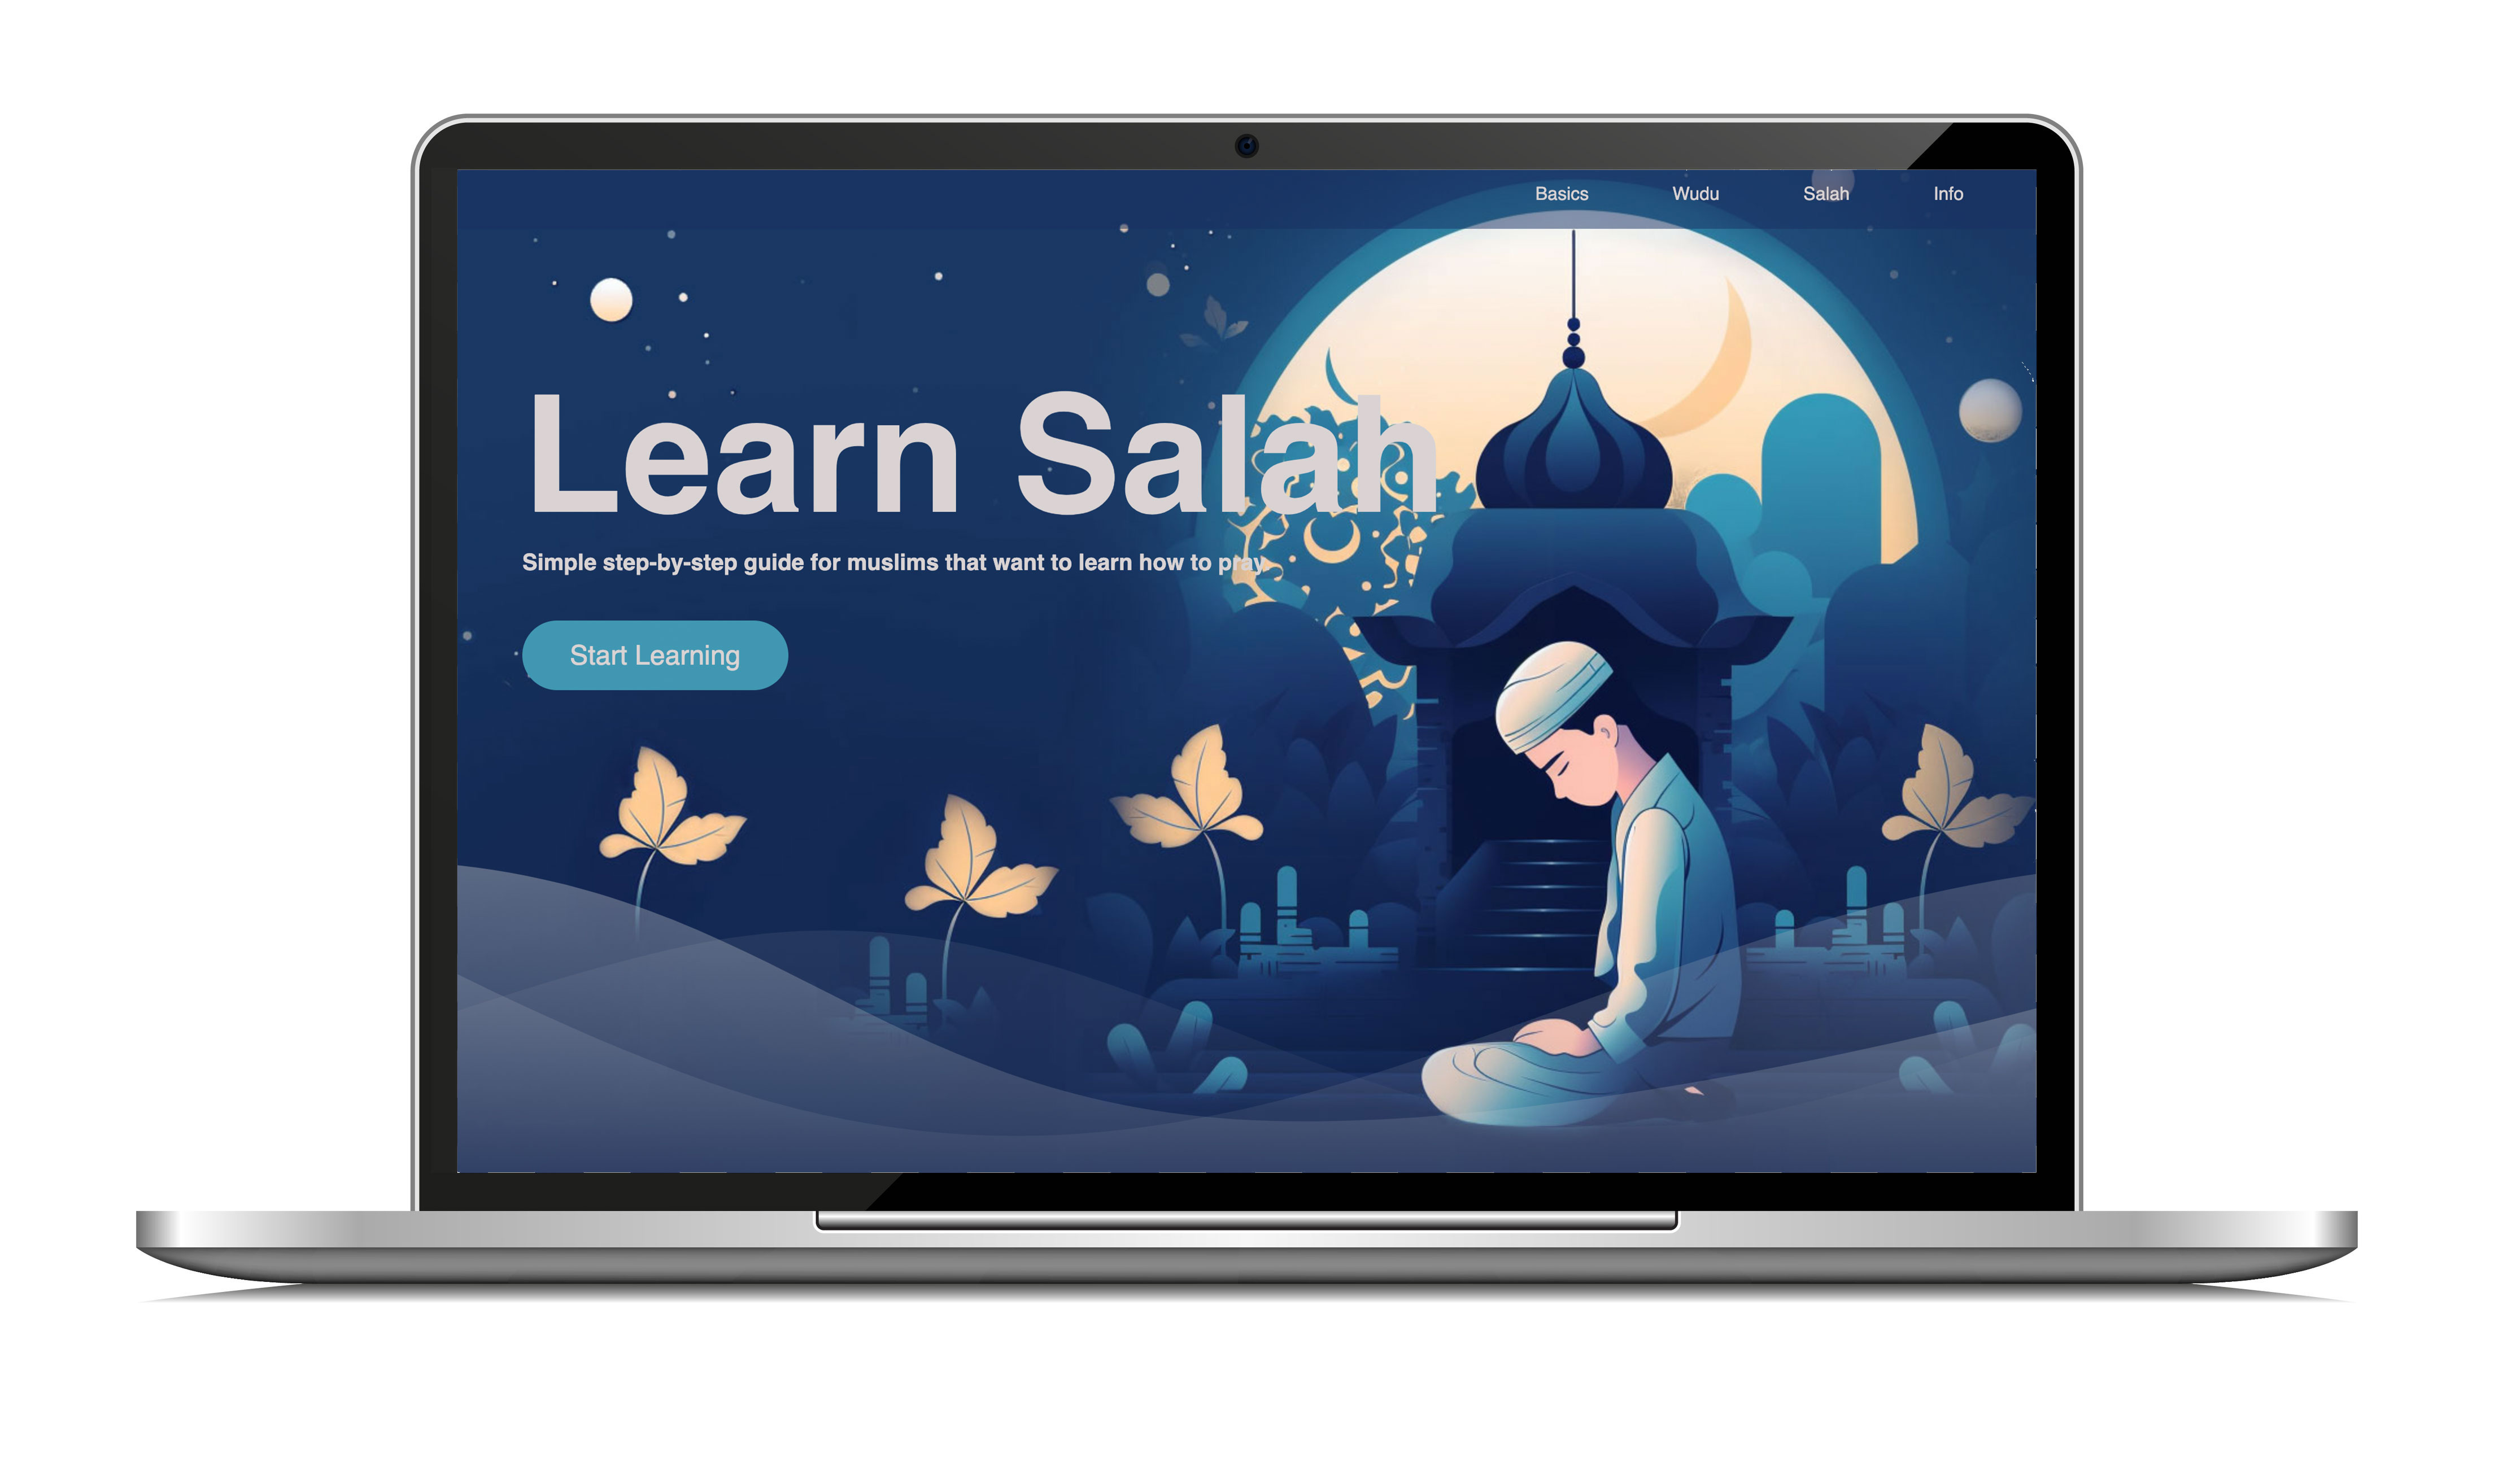 Basics Wudu Salah Info
Learn Salah
Simple step-by-step guide for muslims that want to learn how to pray
Start Learning